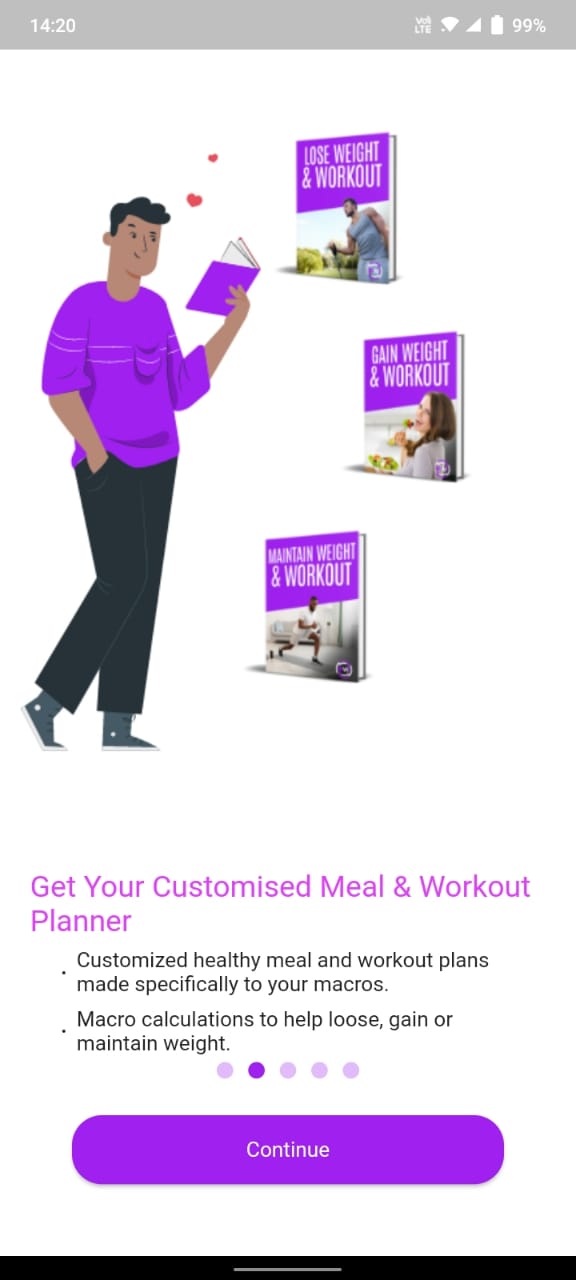 14:20
Vo))
LTE
99%
LOSE WEIGHT
& WORKOUT
GAIN WEIGHT
& WORKOUT
MAINTAIN WEIGHT
& WORKOUT
Get Your Customised Meal & Workout
Planner
· Customized healthy meal and workout plans
made specifically to your macros.
· Macro calculations to help loose, gain or
maintain weight.
Continue